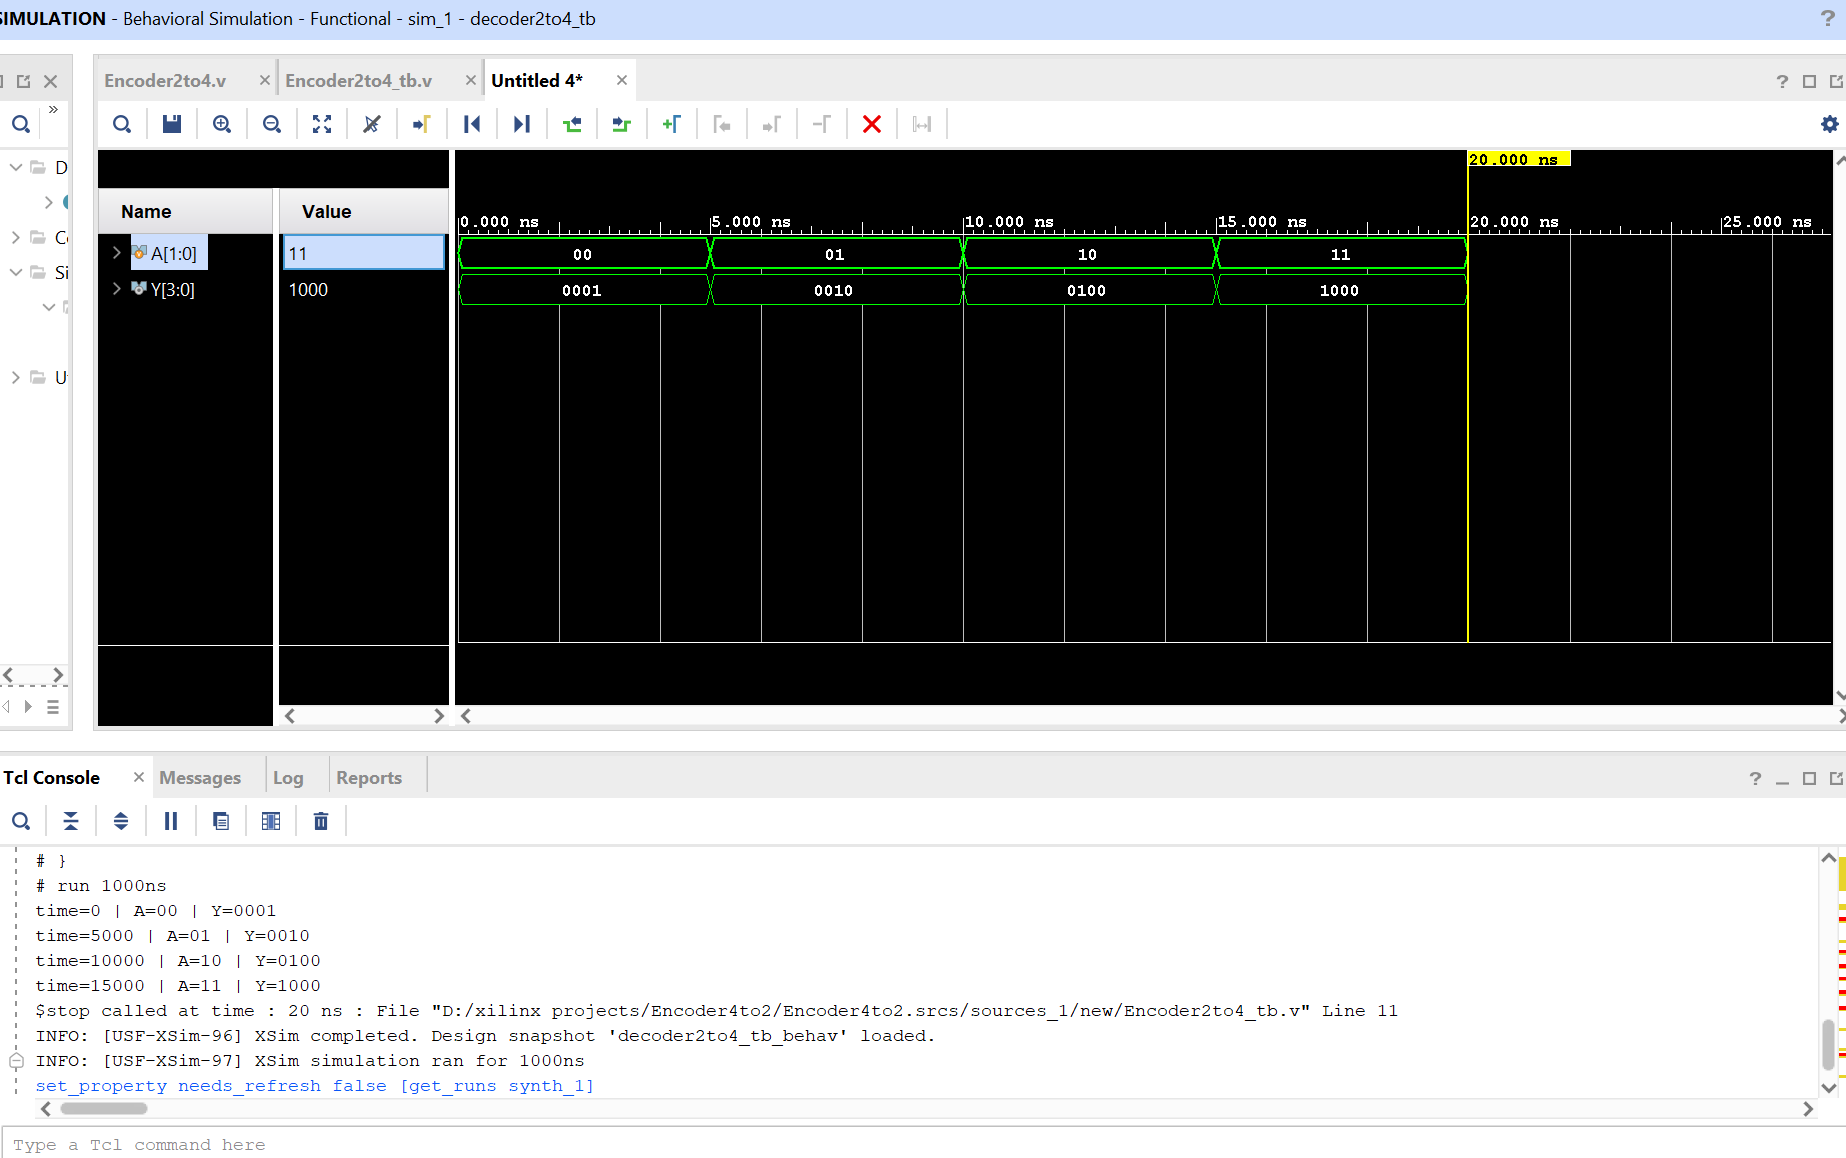 SIMULATION - Behavioral Simulation - Functional - sim_1 - decoder2to4_tb
?
Encoder2to4.v
Encoder2to4_tb.v
Untitled 4*
?
»
D
C
Si
U
Name
Value
A[1:0]
11
Y[3:0]
1000
20.000 ns
0.000 ns
5.000 ns
10.000 ns
15.000 ns
20.000 ns
25.000 ns
00
01
10
11
0001
0010
0100
1000
Tcl Console
Messages
Log
Reports
?
# }
# run 1000ns
time=0 | A=00 | Y=0001
time=5000 | A=01 | Y=0010
time=10000 | A=10 | Y=0100
time=15000 | A=11 | Y=1000
$stop called at time : 20 ns : File "D:/xilinx projects/Encoder4to2/Encoder4to2.srcs/sources_1/new/Encoder2to4_tb.v" Line 11
INFO: [USF-XSim-96] XSim completed. Design snapshot 'decoder2to4_tb_behav' loaded.
INFO: [USF-XSim-97] XSim simulation ran for 1000ns
set_property needs_refresh false [get_runs synth_1]
Type a Tcl command here